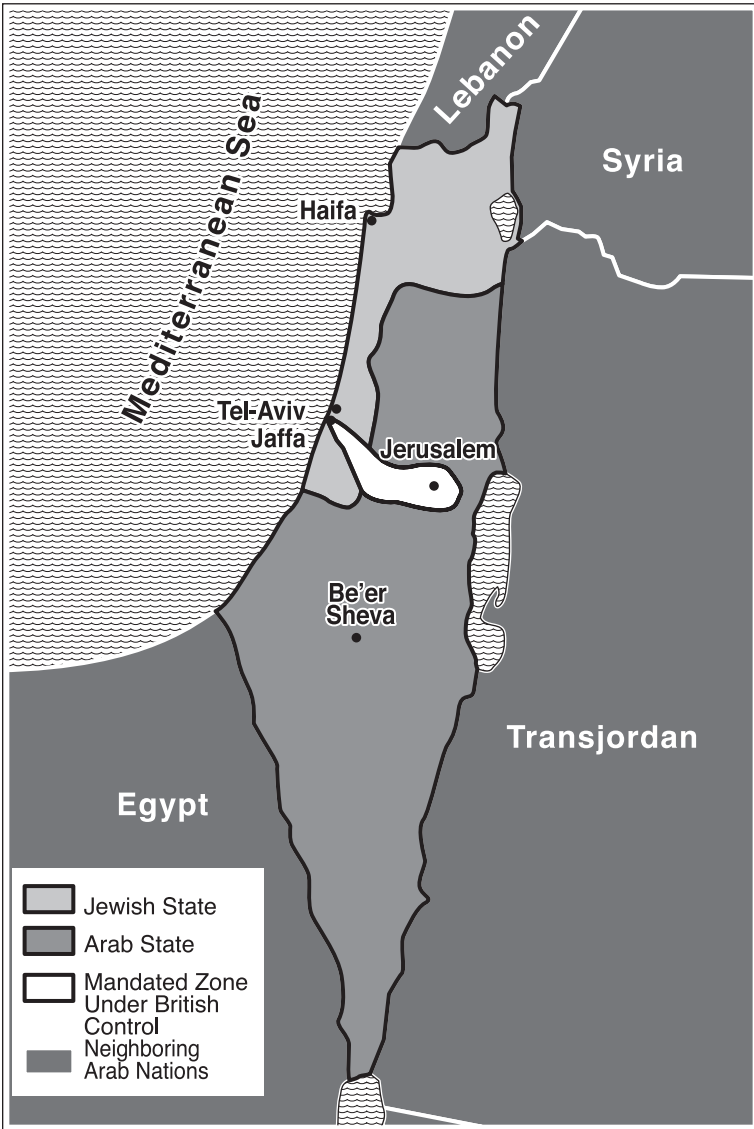 Lebanon
Syria
Mediterranean Sea
Haifa
Tel-Aviv
Jaffa
Jerusalem
Be’er
Sheva
Transjordan
Egypt
Jewish State
Arab State
Mandated Zone
Under British
Control
Neighboring
Arab Nations